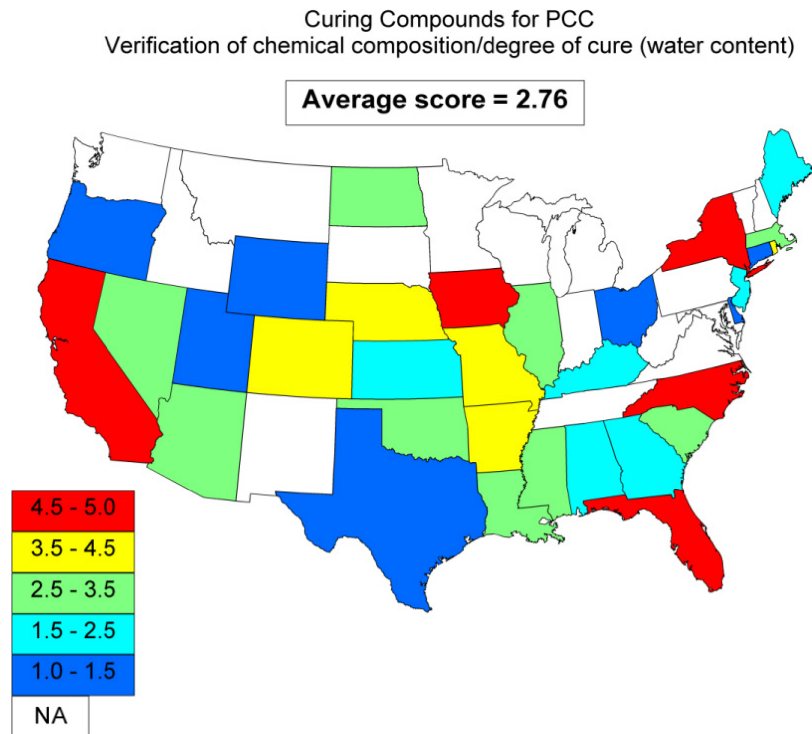 Curing Compounds for PCC
Verification of chemical composition/degree of cure (water content)
Average score = 2.76
4.5 - 5.0
3.5 - 4.5
2.5 - 3.5
1.5 - 2.5
1.0 - 1.5
NA